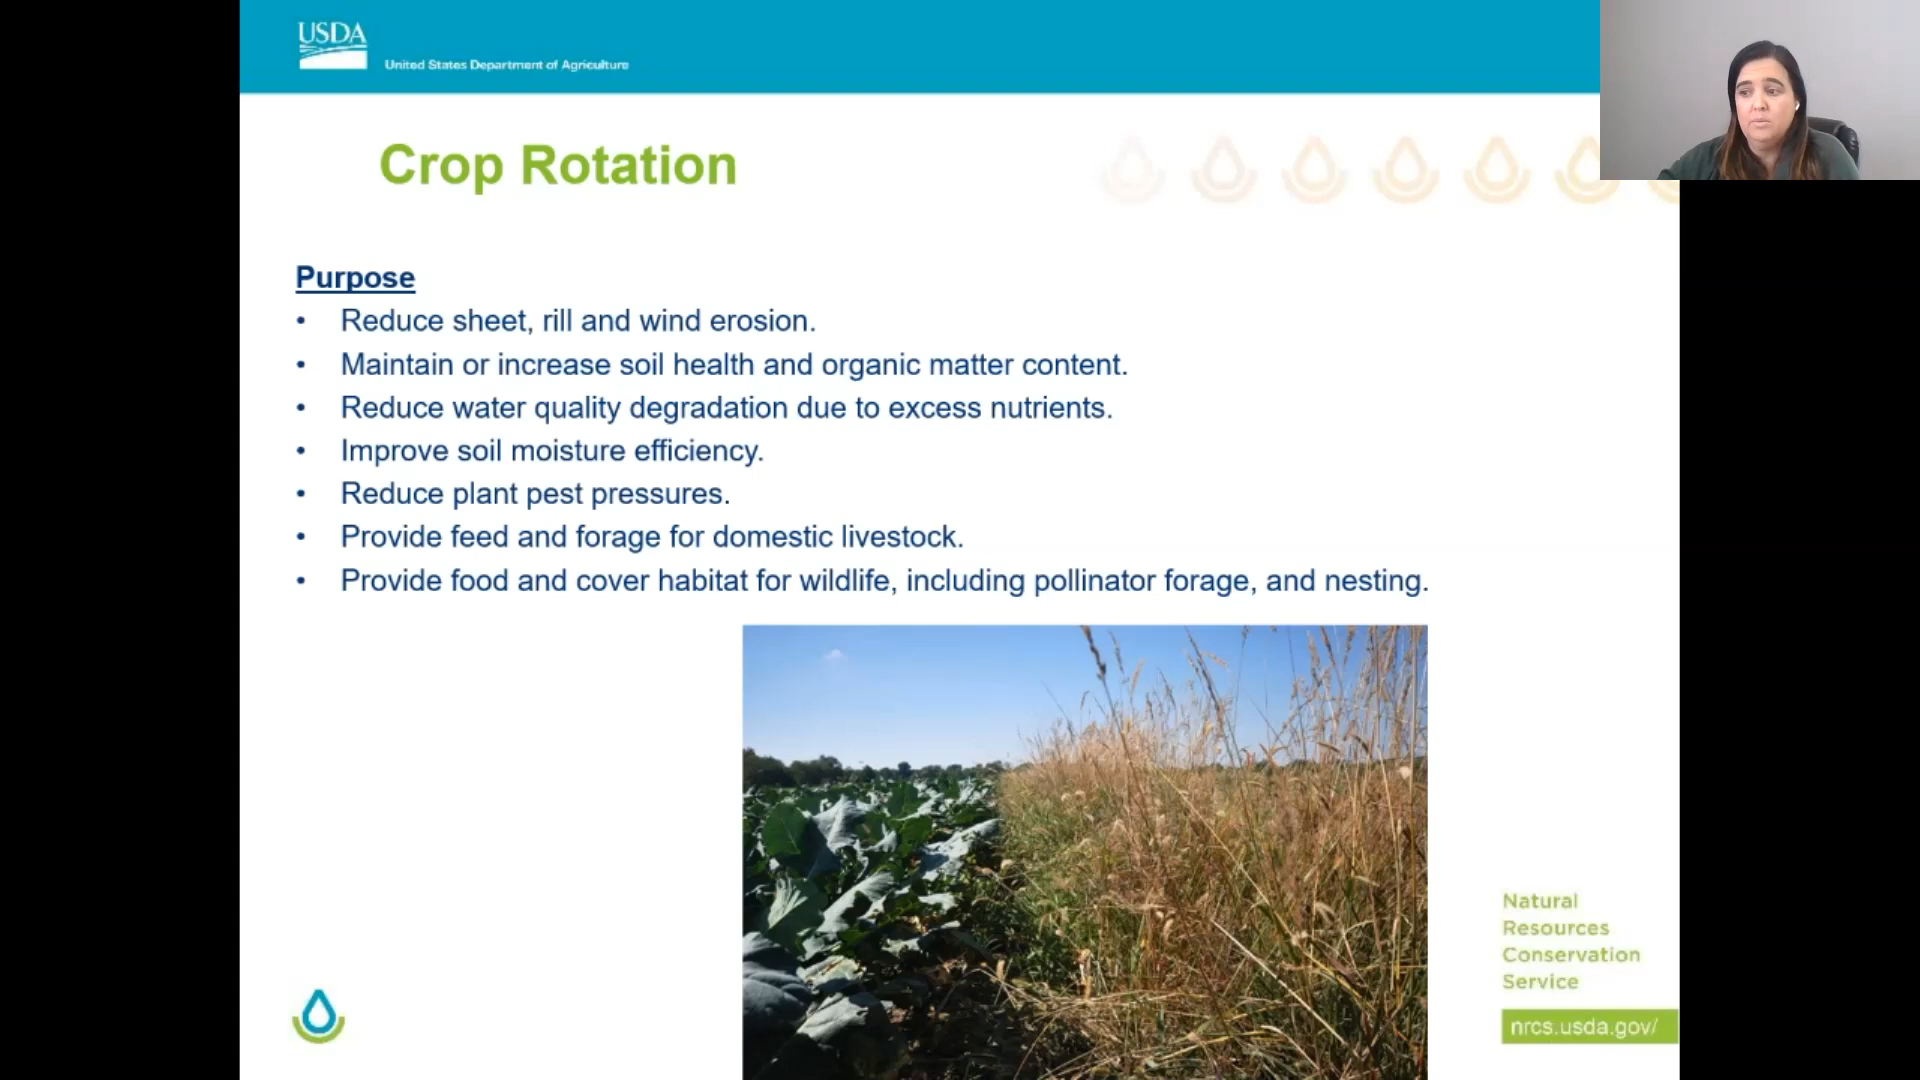 USDA
United States Department of Agriculture
Crop Rotation
Purpose
• Reduce sheet, rill and wind erosion.
• Maintain or increase soil health and organic matter content.
• Reduce water quality degradation due to excess nutrients.
• Improve soil moisture efficiency.
• Reduce plant pest pressures.
• Provide feed and forage for domestic livestock.
• Provide food and cover habitat for wildlife, including pollinator forage, and nesting.
Natural
Resources
Conservation
Service
nrcs.usda.gov/